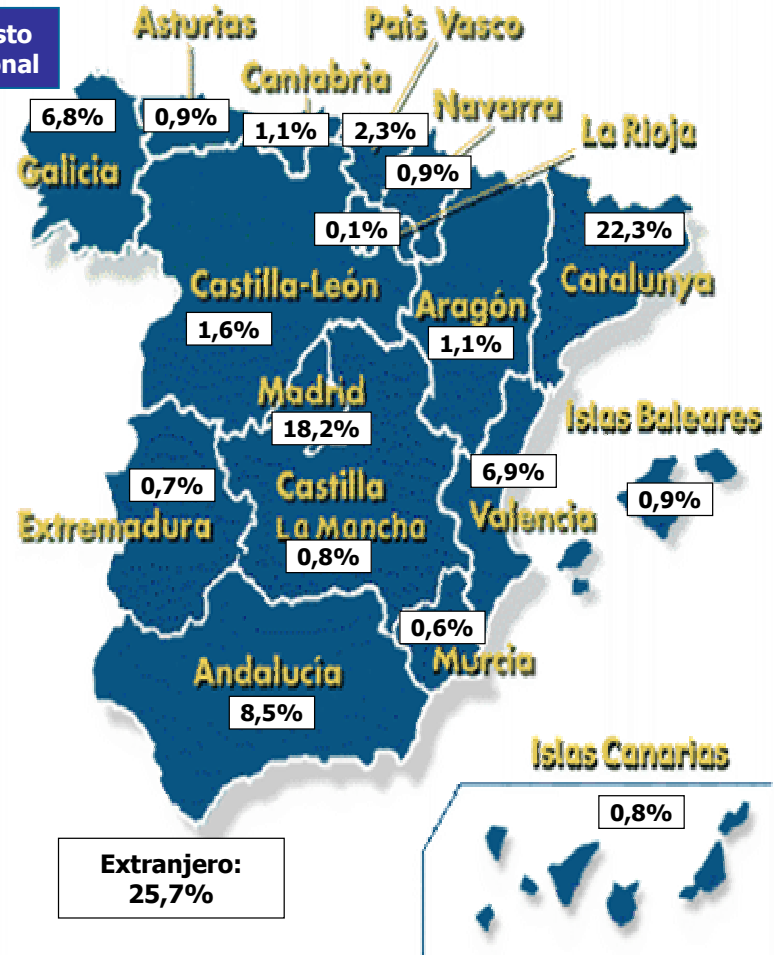 Asturias
País Vasco
Cantabria
Navarra
La Rioja
6,8%
0,9%
1,1%
2,3%
Galicia
0,9%
0,1%
22,3%
Castilla-León
Catalunya
Aragón
1,6%
1,1%
Madrid
18,2%
Islas Baleares
0,7%
Castilla
La Mancha
6,9%
0,9%
Extremadura
Valencia
0,8%
0,6%
Murcia
Andalucía
8,5%
Islas Canarias
0,8%
Extranjero:
25,7%